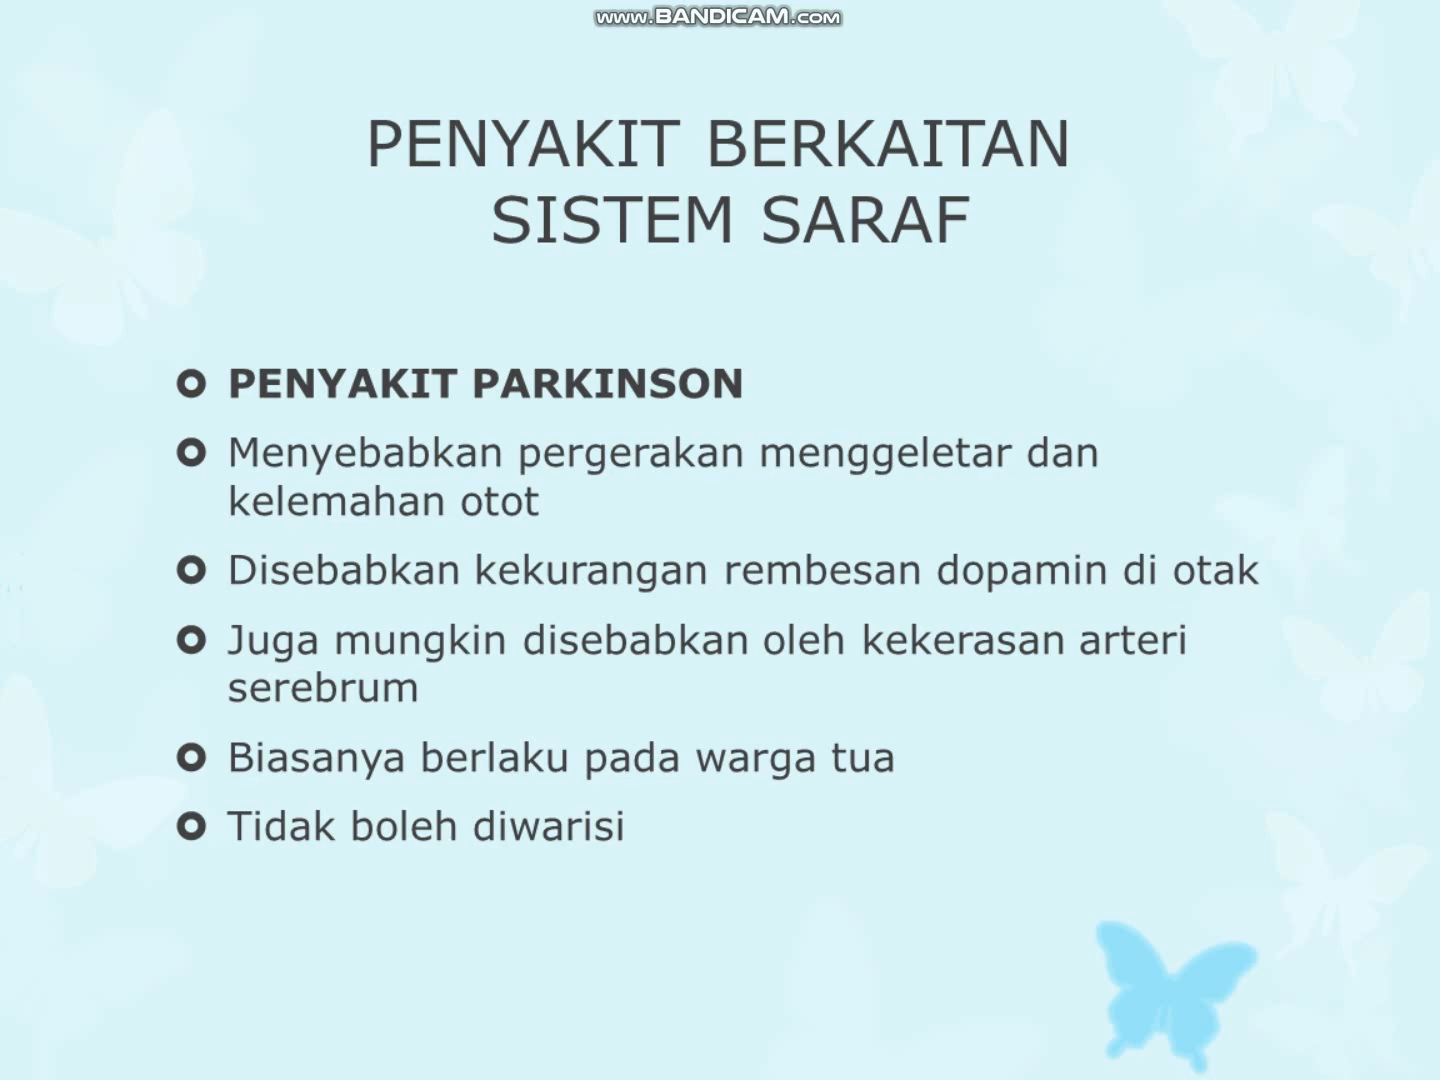 www.BANDICAM.com
PENYAKIT BERKAITAN
SISTEM SARAF
PENYAKIT PARKINSON
Menyebabkan pergerakan menggeletar dan
kelemahan otot
Disebabkan kekurangan rembesan dopamin di otak
Juga mungkin disebabkan oleh kekerasan arteri
serebrum
Biasanya berlaku pada warga tua
Tidak boleh diwarisi